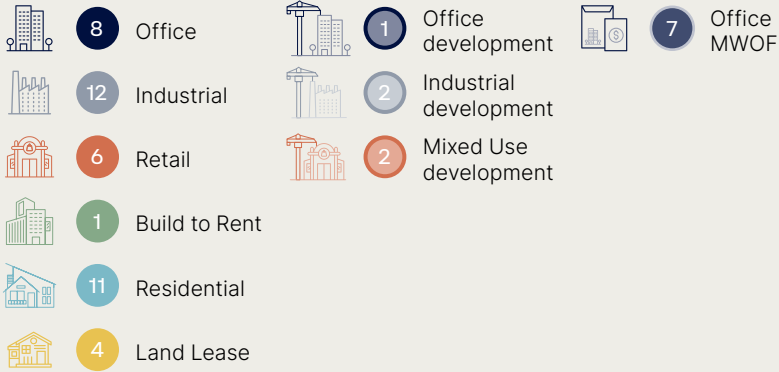 8 Office
12 Industrial
6 Retail
1 Build to Rent
11 Residential
4 Land Lease
1 Office
development
2 Industrial
development
2 Mixed Use
development
7 Office
MWOF
$